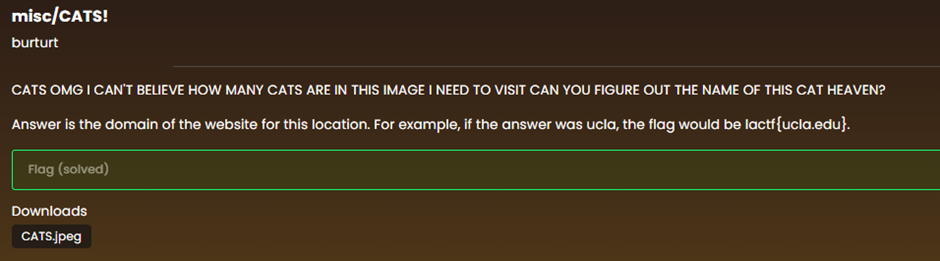 misc/CATS!
burturt
CATS OMG I CAN'T BELIEVE HOW MANY CATS ARE IN THIS IMAGE I NEED TO VISIT CAN YOU FIGURE OUT THE NAME OF THIS CAT HEAVEN?
Answer is the domain of the website for this location. For example, if the answer was ucla, the flag would be lactf{ucla.edu}.
Flag (solved)
Downloads
CATS.jpeg